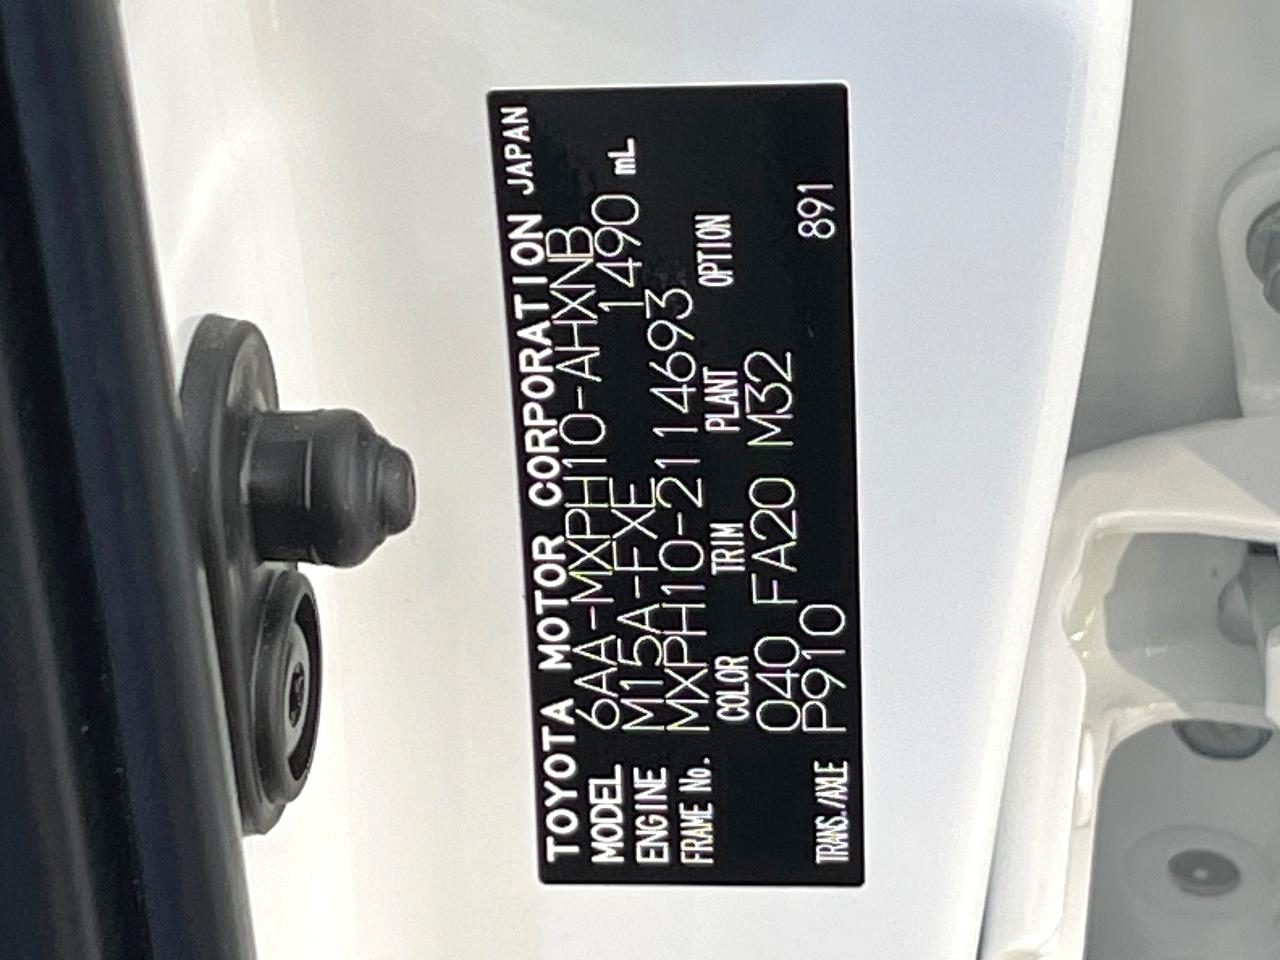 TOYOTA MOTOR CORPORATION JAPAN
MODEL 6AA-MXPH10-AHXNB
ENGINE M15A-FXE 1490 mL
FRAME No. MXPH10-2114693
COLOR TRIM PLANT OPTION
040 FA20 M32
TRANS./AXLE P910 891